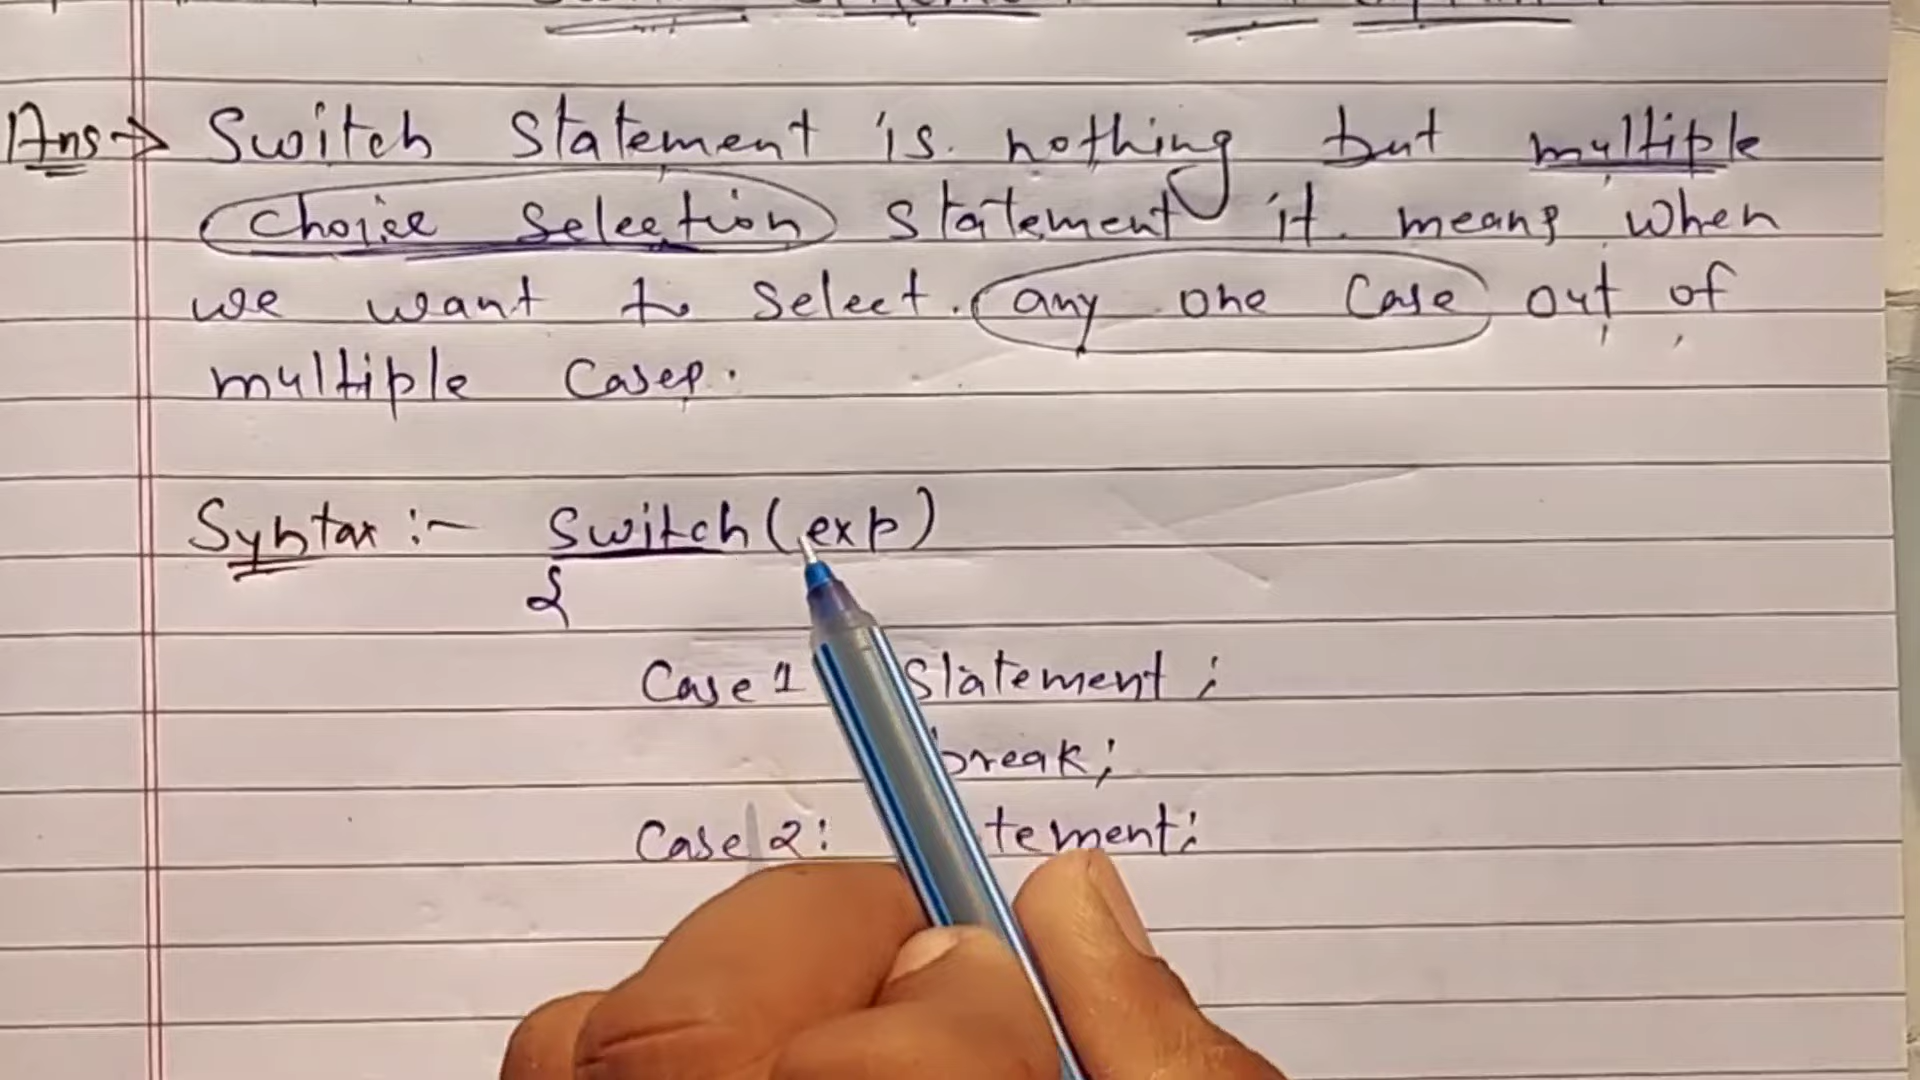 Ans → Switch Statement is nothing but multiple
Choice Selection Statement it means when
we want to Select any one Case out of
multiple Cases.
Syntax :- Switch(exp)
{
Case 1 Statement ;
break;
Case 2: tement;